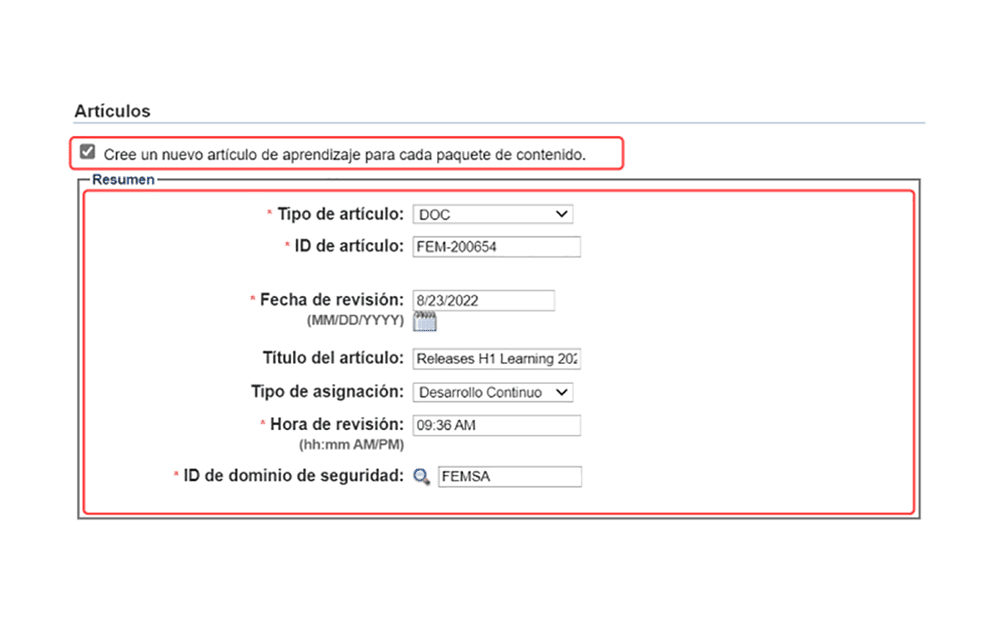 Artículos
Cree un nuevo artículo de aprendizaje para cada paquete de contenido.
Resumen
* Tipo de artículo: DOC
* ID de artículo: FEM-200654
* Fecha de revisión: 8/23/2022
(MM/DD/YYYY)
Título del artículo: Releases H1 Learning 202
Tipo de asignación: Desarrollo Continuo
* Hora de revisión: 09:36 AM
(hh:mm AM/PM)
* ID de dominio de seguridad: FEMSA